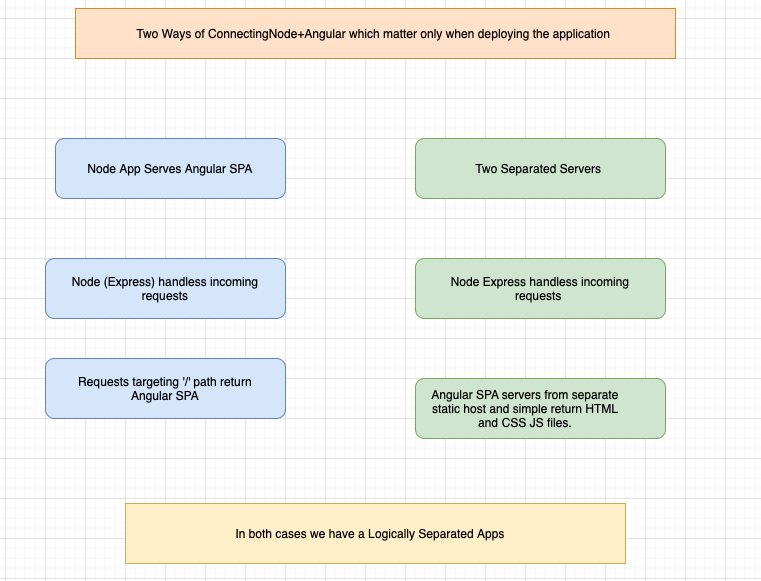 Two Ways of ConnectingNode+Angular which matter only when deploying the application
Node App Serves Angular SPA
Two Separated Servers
Node (Express) handless incoming
requests
Node Express handless incoming
requests
Requests targeting '/' path return
Angular SPA
Angular SPA servers from separate
static host and simple return HTML
and CSS JS files.
In both cases we have a Logically Separated Apps